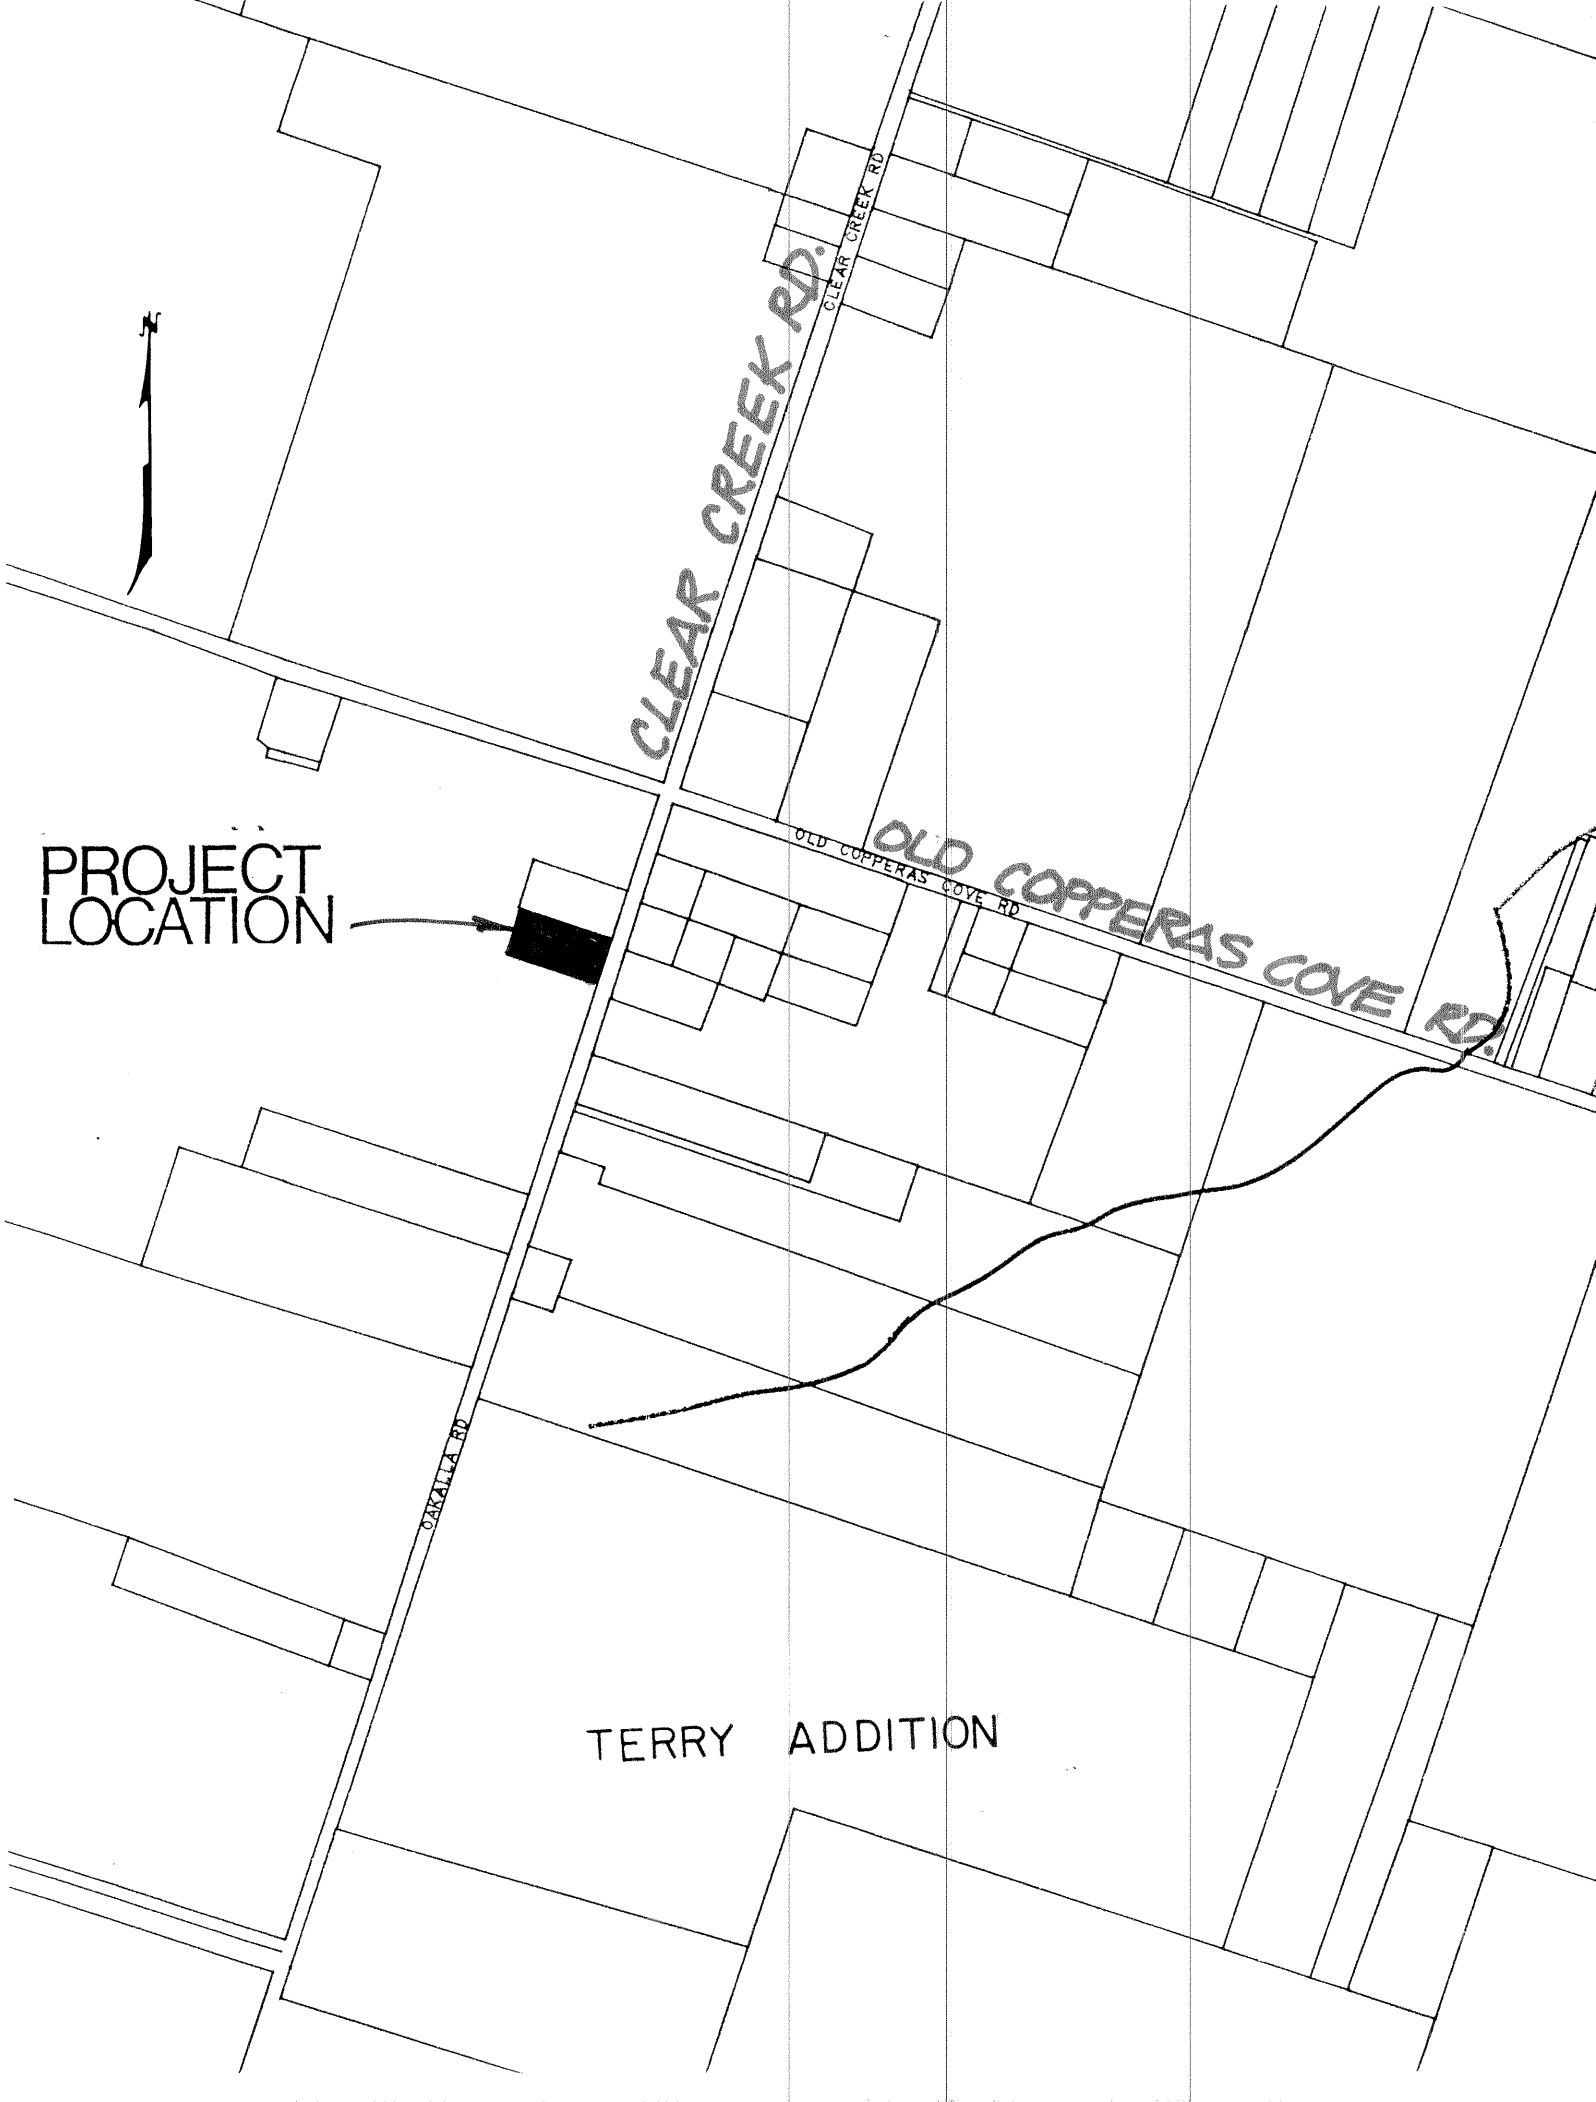 CLEAR CREEK RD
CLEAR CREEK RD.
N
OLD COPPERAS COVE RD
OLD COPPERAS COVE RD.
PROJECT
LOCATION
OAKALLA RD
TERRY ADDITION